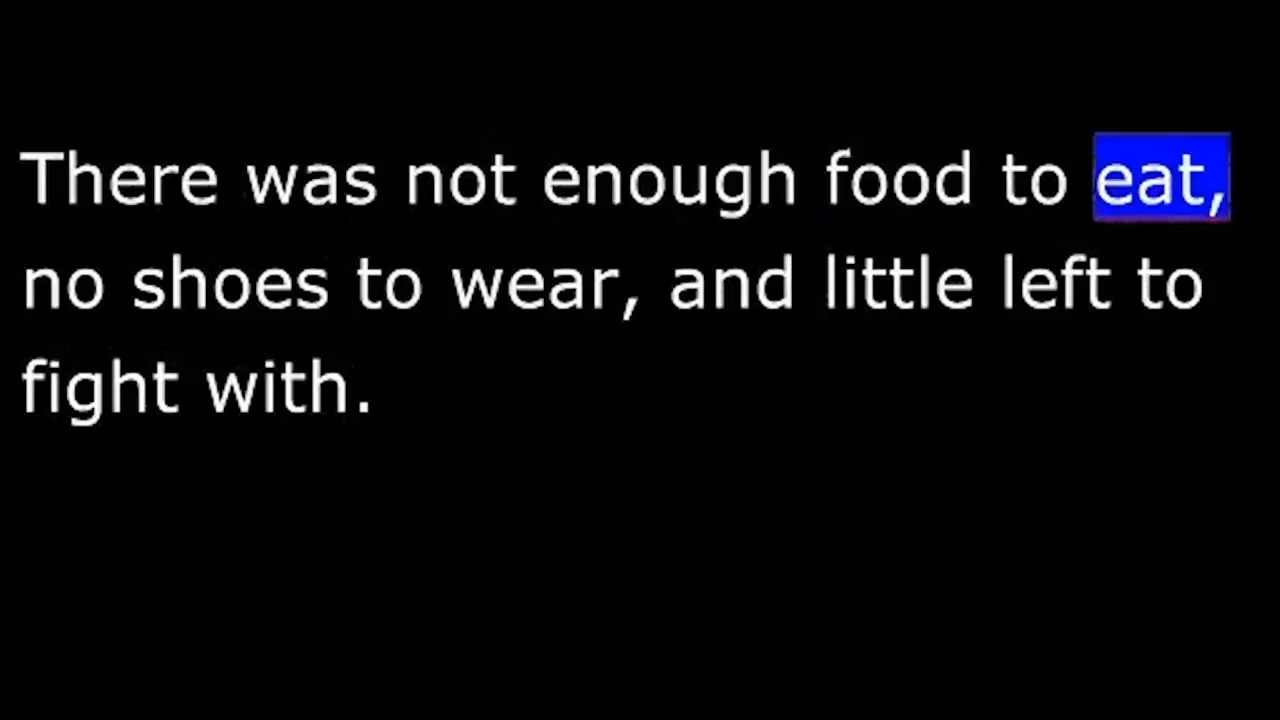 There was not enough food to eat,
no shoes to wear, and little left to
fight with.